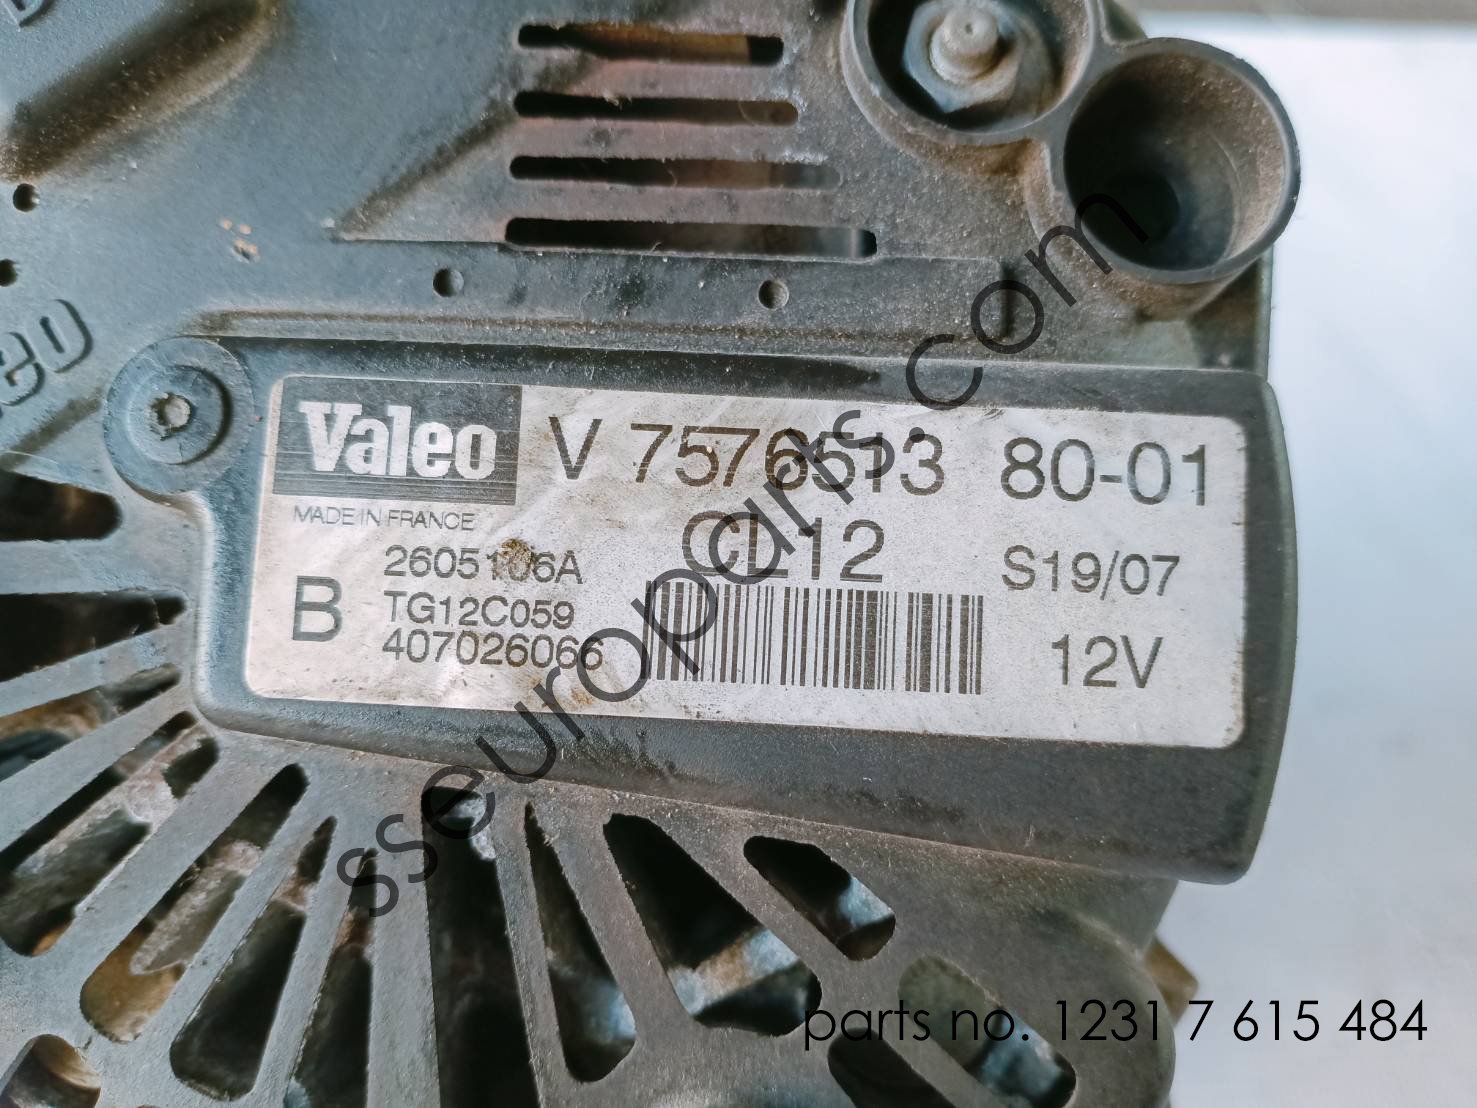 Valeo V 7576513 80-01
MADE IN FRANCE
CL12
2605106A
S19/07
B
TG12C059
407026066
12V
sseuroparts.com
parts no. 1231 7 615 484